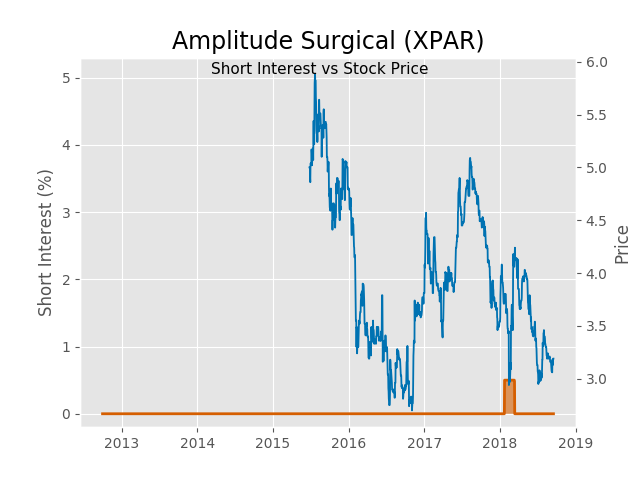 Amplitude Surgical (XPAR)
Short Interest vs Stock Price
Short Interest (%)
5
4
3
2
1
0
6.0
5.5
5.0
4.5
4.0
3.5
3.0
Price
2013 2014 2015 2016 2017 2018 2019